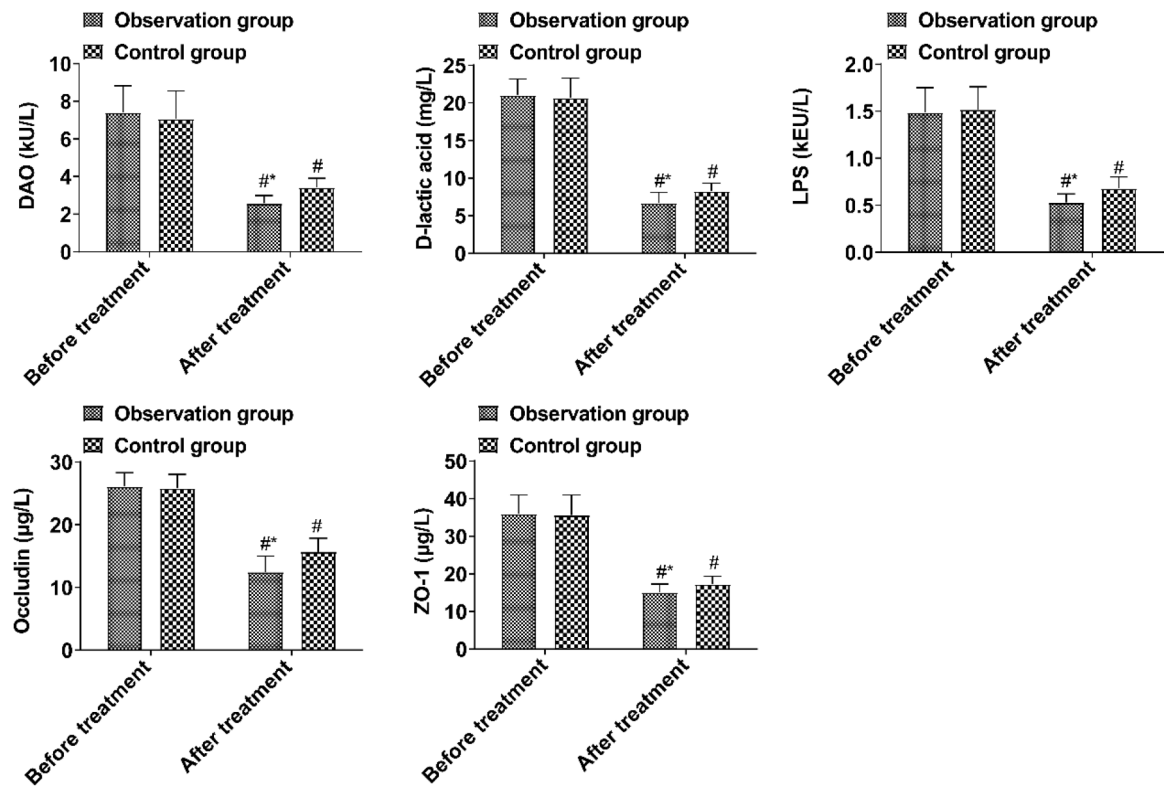 Observation group
Control group
DAO (kU/L)
10
8
6
4
2
0
#*
#
Before treatment
After treatment
Observation group
Control group
D-lactic acid (mg/L)
25
20
15
10
5
0
#*
#
Before treatment
After treatment
Observation group
Control group
LPS (kEU/L)
2.0
1.5
1.0
0.5
0.0
#*
#
Before treatment
After treatment
Observation group
Control group
Occludin (μg/L)
30
20
10
0
#*
#
Before treatment
After treatment
Observation group
Control group
ZO-1 (μg/L)
50
40
30
20
10
0
#*
#
Before treatment
After treatment